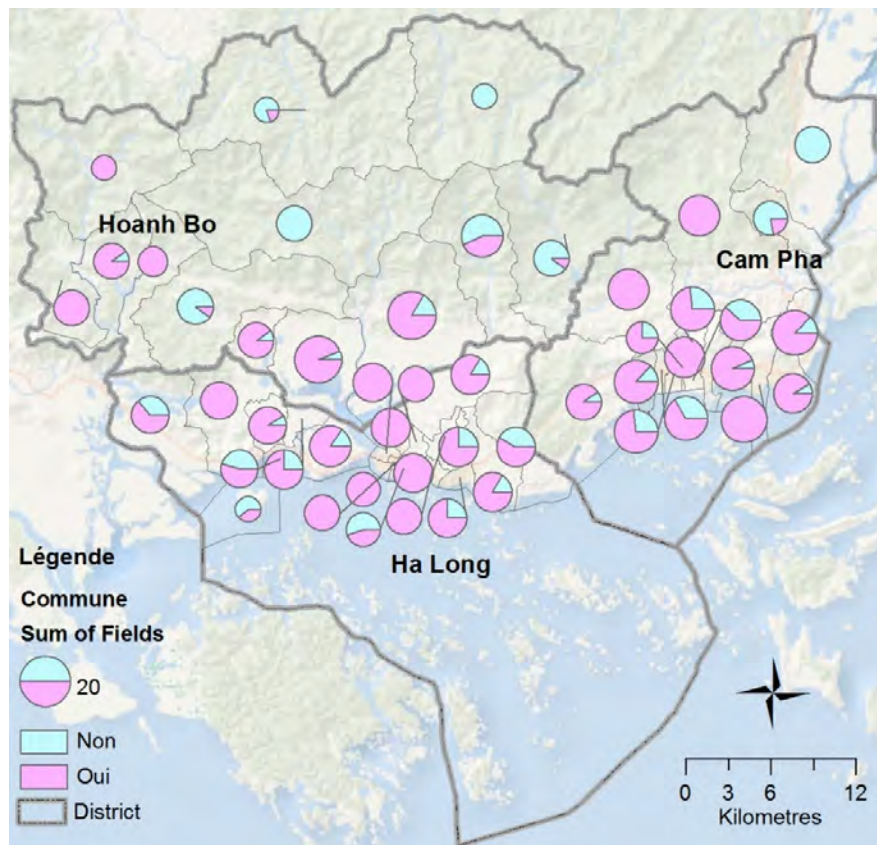 Hoanh Bo
Cam Pha
Ha Long
Légende
Commune
Sum of Fields
20
Non
Oui
District
0 3 6 12
Kilometres